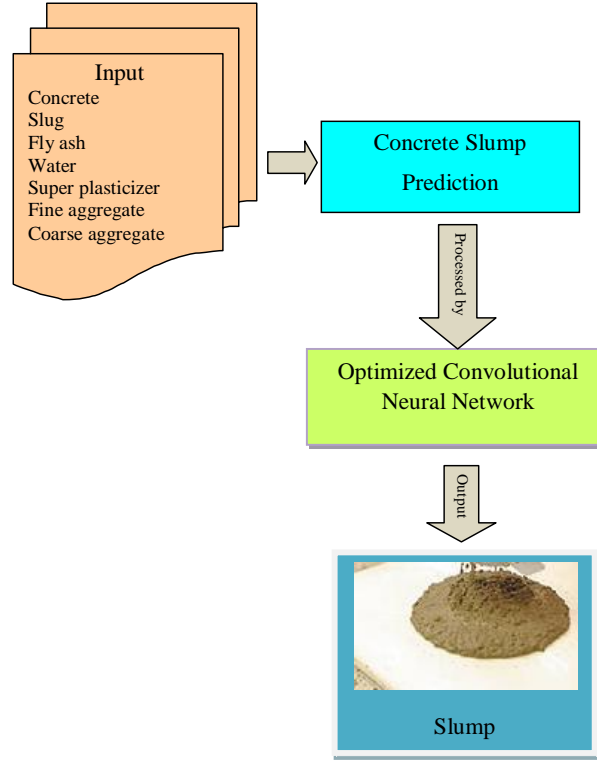 Input
Concrete
Slug
Fly ash
Water
Super plasticizer
Fine aggregate
Coarse aggregate
Concrete Slump
Prediction
Processed by
Optimized Convolutional
Neural Network
Output
Slump